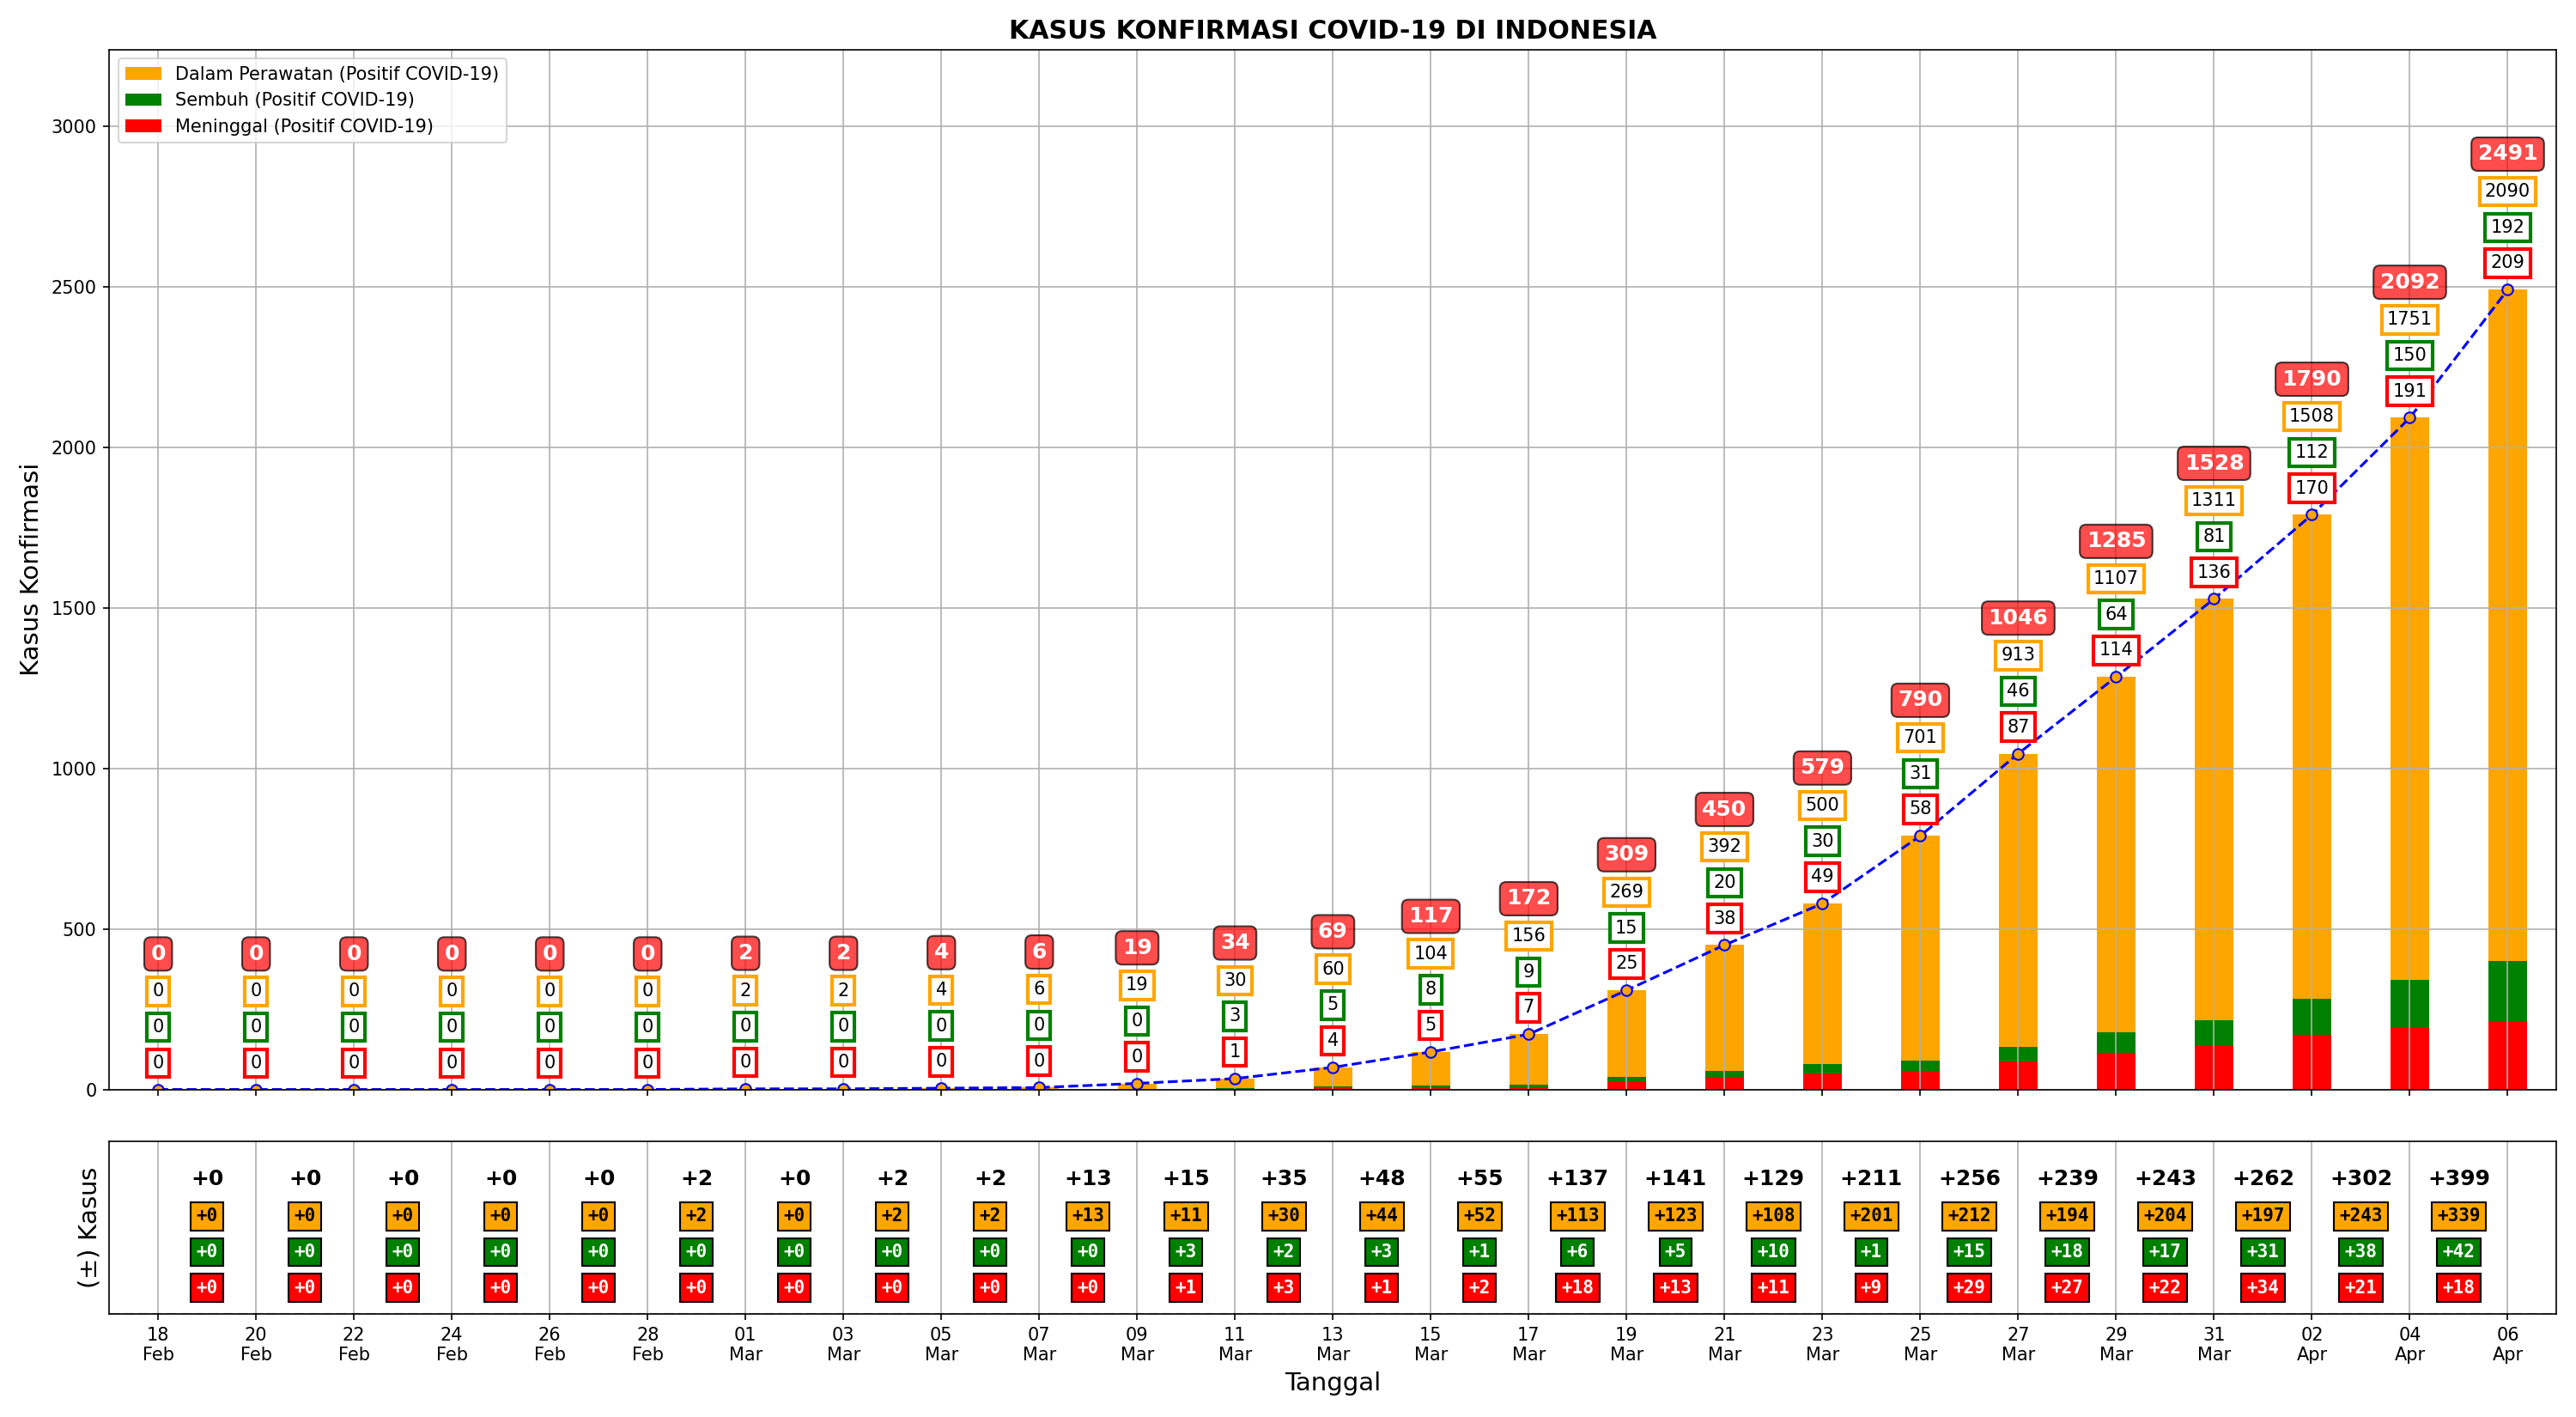 KASUS KONFIRMASI COVID-19 DI INDONESIA
Dalam Perawatan (Positif COVID-19)
Sembuh (Positif COVID-19)
Meninggal (Positif COVID-19)
Kasus Konfirmasi
3000
2500
2000
1500
1000
500
0
0 0 0 0 0 0 2 2 4 6 19 34 69 117 172 309 450 579 790 1046 1285 1528 1790 2092 2491
0 0 0 0 0 0 2 2 4 6 19 30 60 104 156 269 392 500 701 913 1107 1311 1508 1751 2090
0 0 0 0 0 0 0 0 0 0 0 3 5 8 9 15 20 30 31 46 64 81 112 150 192
0 0 0 0 0 0 0 0 0 0 0 1 4 5 7 25 38 49 58 87 114 136 170 191 209
(±) Kasus
+0 +0 +0 +0 +0 +2 +0 +2 +2 +13 +15 +35 +48 +55 +137 +141 +129 +211 +256 +239 +243 +262 +302 +399
+0 +0 +0 +0 +0 +2 +0 +2 +2 +13 +11 +30 +44 +52 +113 +123 +108 +201 +212 +194 +204 +197 +243 +339
+0 +0 +0 +0 +0 +0 +0 +0 +0 +0 +3 +2 +3 +1 +6 +5 +10 +1 +15 +18 +17 +31 +38 +42
+0 +0 +0 +0 +0 +0 +0 +0 +0 +0 +1 +3 +1 +2 +18 +13 +11 +9 +29 +27 +22 +34 +21 +18
18 20 22 24 26 28 01 03 05 07 09 11 13 15 17 19 21 23 25 27 29 31 02 04 06
Feb Feb Feb Feb Feb Feb Mar Mar Mar Mar Mar Mar Mar Mar Mar Mar Mar Mar Mar Mar Mar Mar Apr Apr Apr
Tanggal